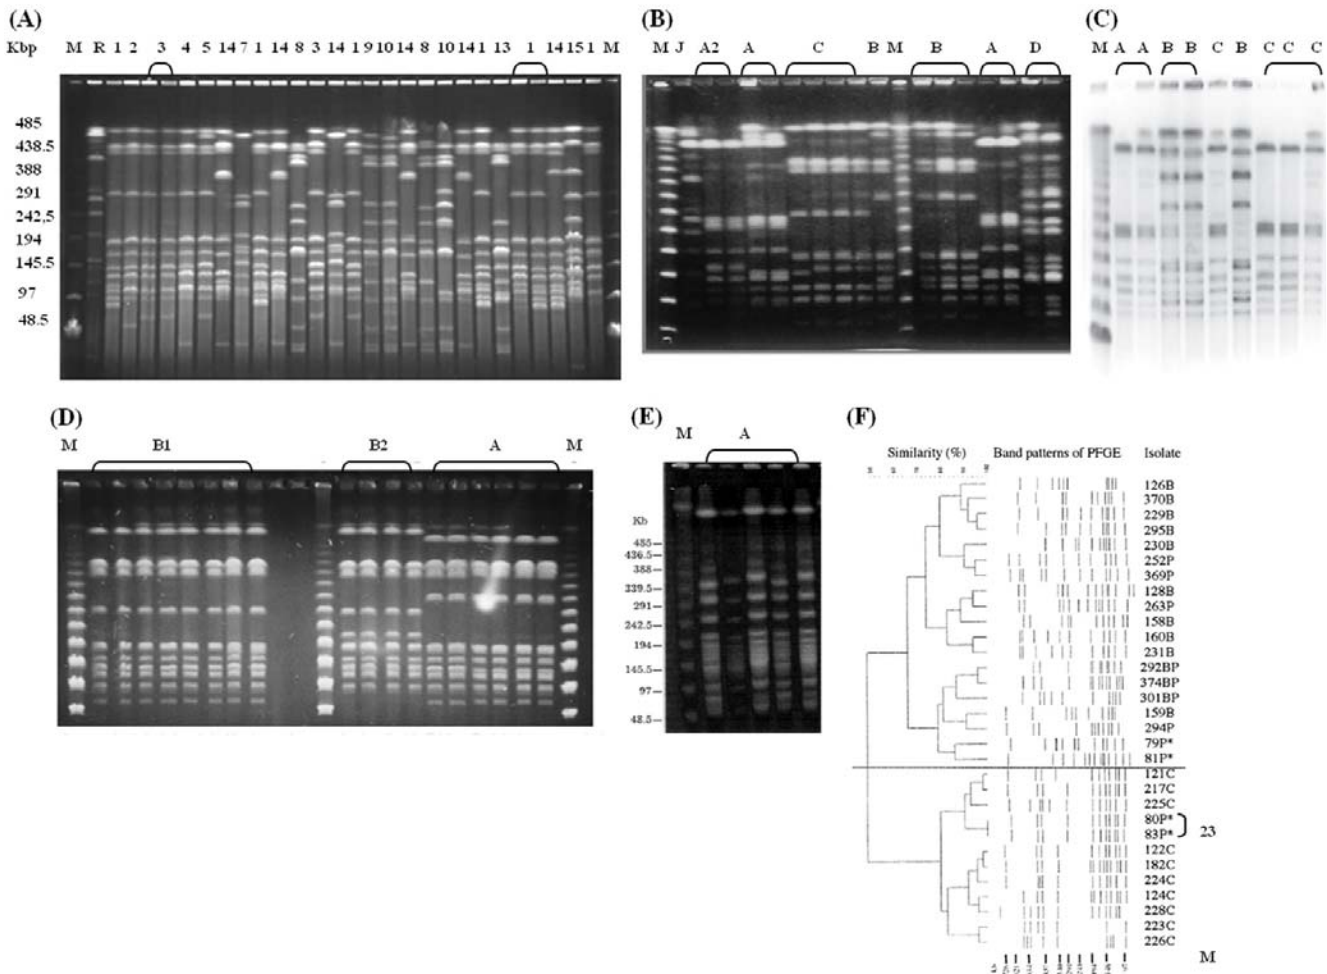 (A)
Kbp M R 1 2 3 4 5 14 7 1 14 8 3 14 1 9 10 14 8 10 14 1 13 1 14 15 1 M
485
438.5
388
291
242.5
194
145.5
97
48.5
(B)
M J A2 A C B M B A D
(C)
M A A B B C B C C C
(D)
M B1 B2 A M
(E)
M A
Kb
485
436.5
388
339.5
291
242.5
194
145.5
97
48.5
(F)
Similarity (%) Band patterns of PFGE Isolate
126B
370B
229B
295B
230B
252P
369P
128B
263P
158B
160B
231B
292BP
374BP
301BP
159B
294P
79P*
81P*
121C
217C
225C
80P*
83P*
23
122C
182C
224C
124C
228C
223C
226C
M